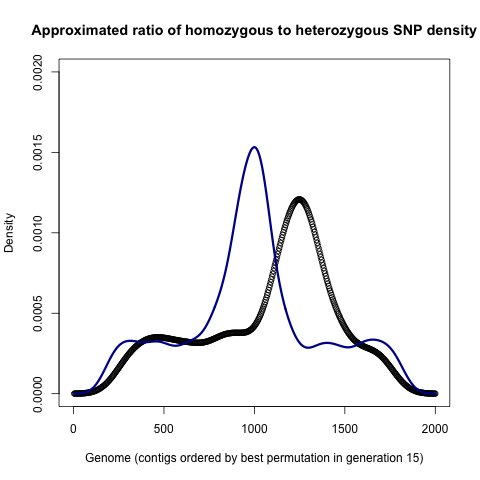 Approximated ratio of homozygous to heterozygous SNP density
0.0020
0.0015
0.0010
0.0005
0.0000
Density
0 500 1000 1500 2000
Genome (contigs ordered by best permutation in generation 15)